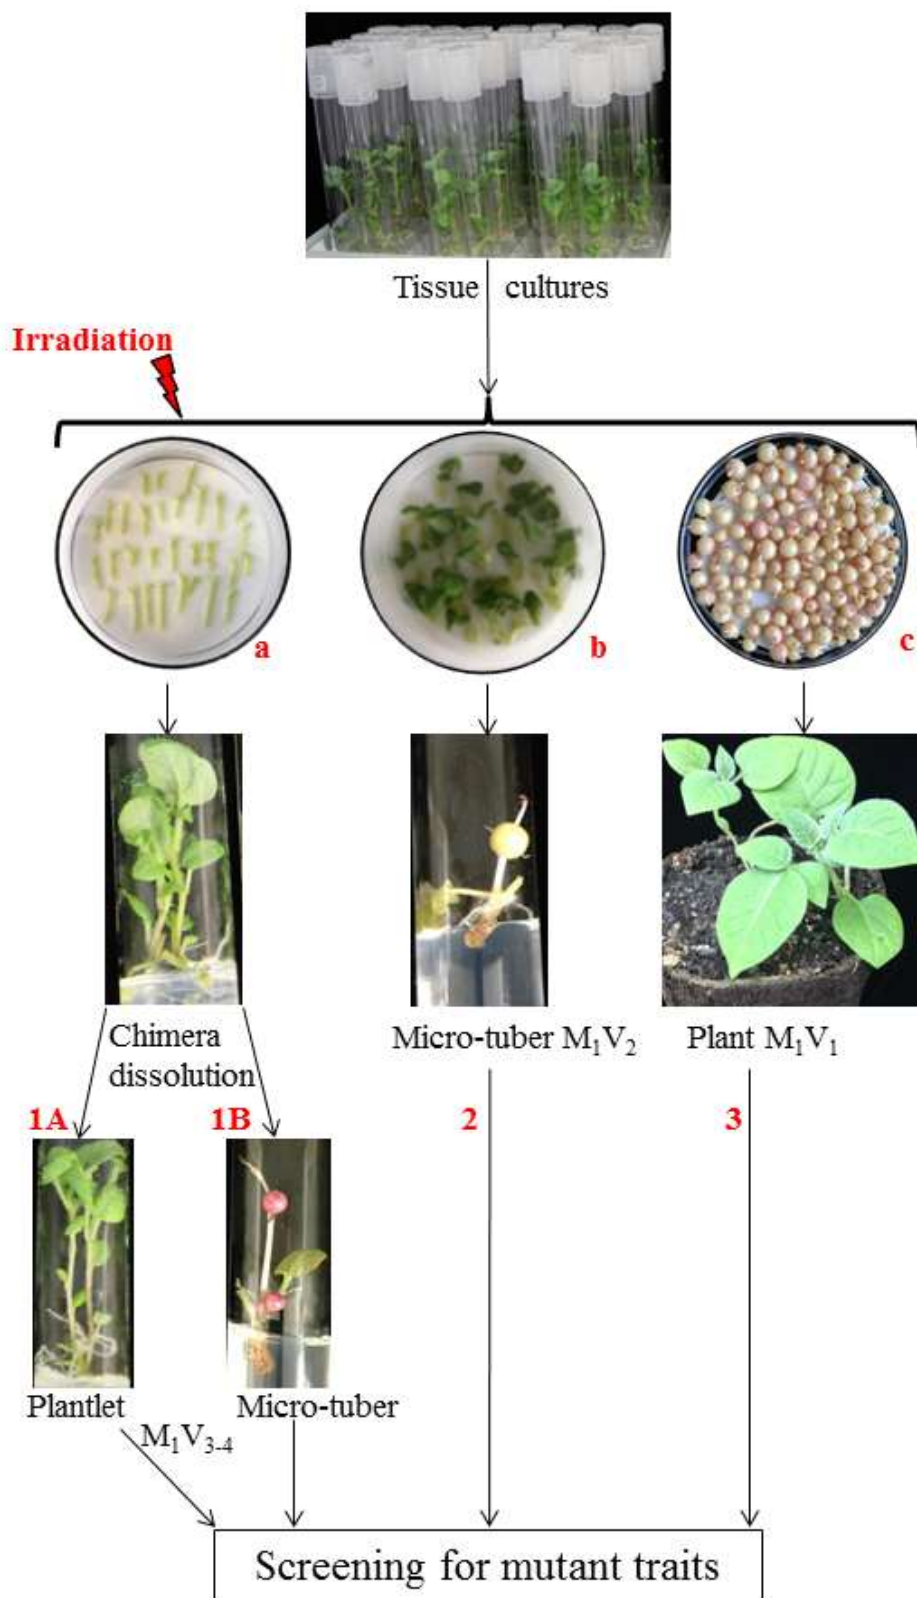 Tissue cultures
Irradiation
a
b
c
Chimera
dissolution
Micro-tuber M₁V₂
Plant M₁V₁
1A
1B
2
3
Plantlet
Micro-tuber
M₁V₃₋₄
Screening for mutant traits